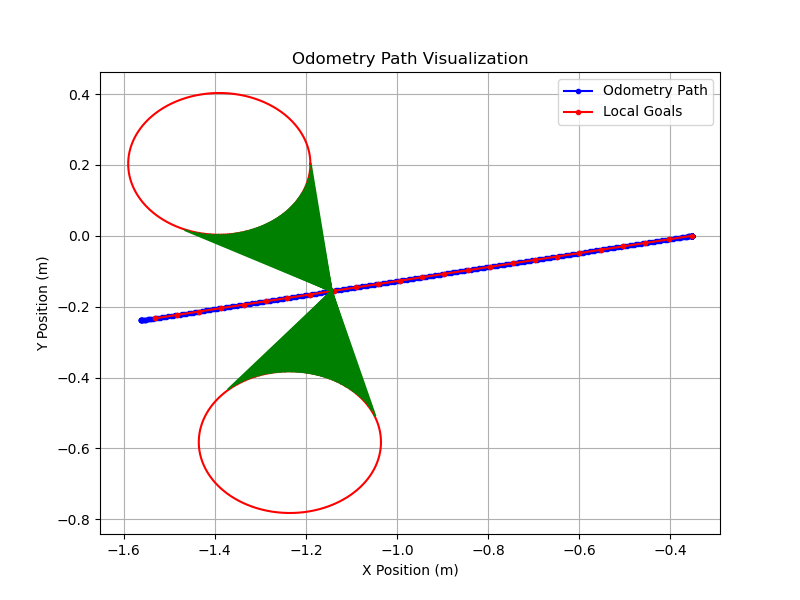 Odometry Path Visualization
Odometry Path
Local Goals
0.4
0.2
0.0
−0.2
−0.4
−0.6
−0.8
Y Position (m)
−1.6 −1.4 −1.2 −1.0 −0.8 −0.6 −0.4
X Position (m)